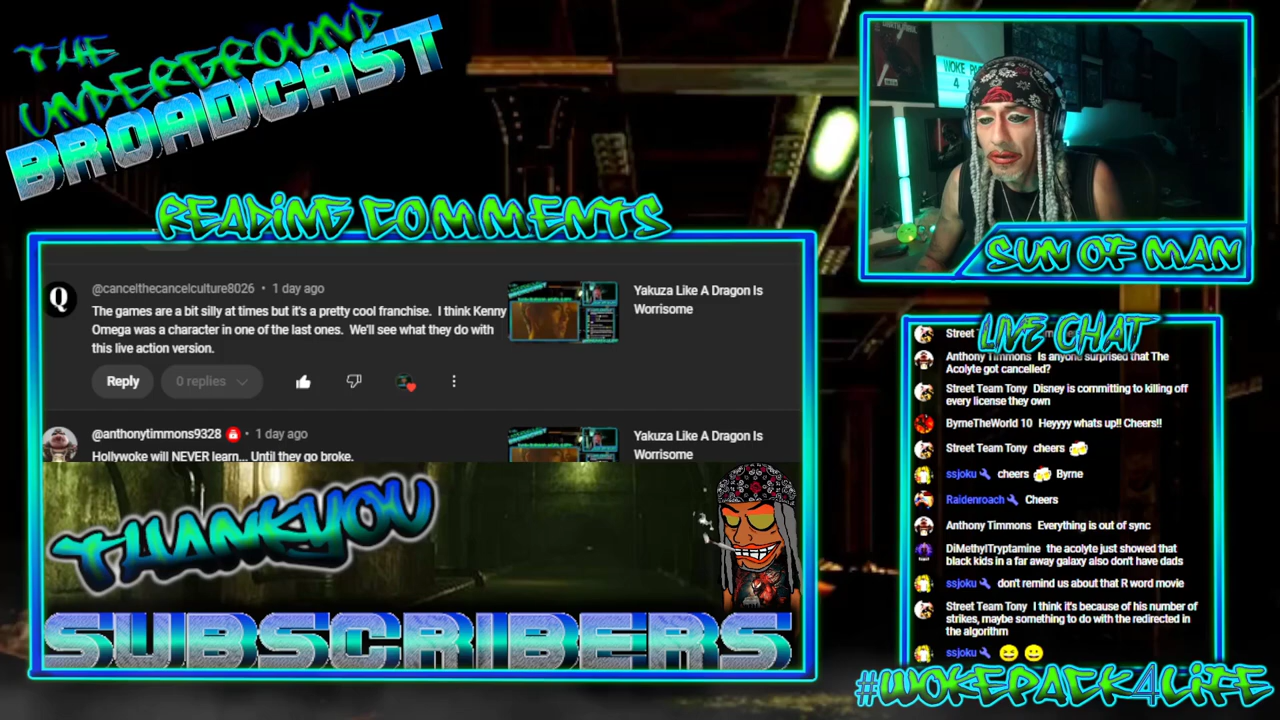 THE
UNDERGROUND
BROADCAST
READING COMMENTS
@cancelthecancelculture8026 • 1 day ago
The games are a bit silly at times but it's a pretty cool franchise. I think Kenny
Omega was a character in one of the last ones. We'll see what they do with
this live action version.
Yakuza Like A Dragon Is
Worrisome
Reply
0 replies
@anthonytimmons9328 • 1 day ago
Hollywoke will NEVER learn... Until they go broke.
Yakuza Like A Dragon Is
Worrisome
THANKYOU
SUBSCRIBERS
WOKE
4
SUN OF MAN
LIVE CHAT
Street
Anthony Timmons Is anyone surprised that The
Acolyte got cancelled?
Street Team Tony Disney is committing to killing off
every license they own
ByrneTheWorld 10 Heyyyy whats up!! Cheers!!
Street Team Tony cheers 🍻
ssjoku cheers 🍻 Byrne
Raidenroach Cheers
Anthony Timmons Everything is out of sync
DiMethylTryptamine the acolyte just showed that
black kids in a far away galaxy also don't have dads
ssjoku don't remind us about that R word movie
Street Team Tony I think it's because of his number of
strikes, maybe something to do with the redirected in
the algorithm
ssjoku 😆 😀
#WOKEPACK4LIFE